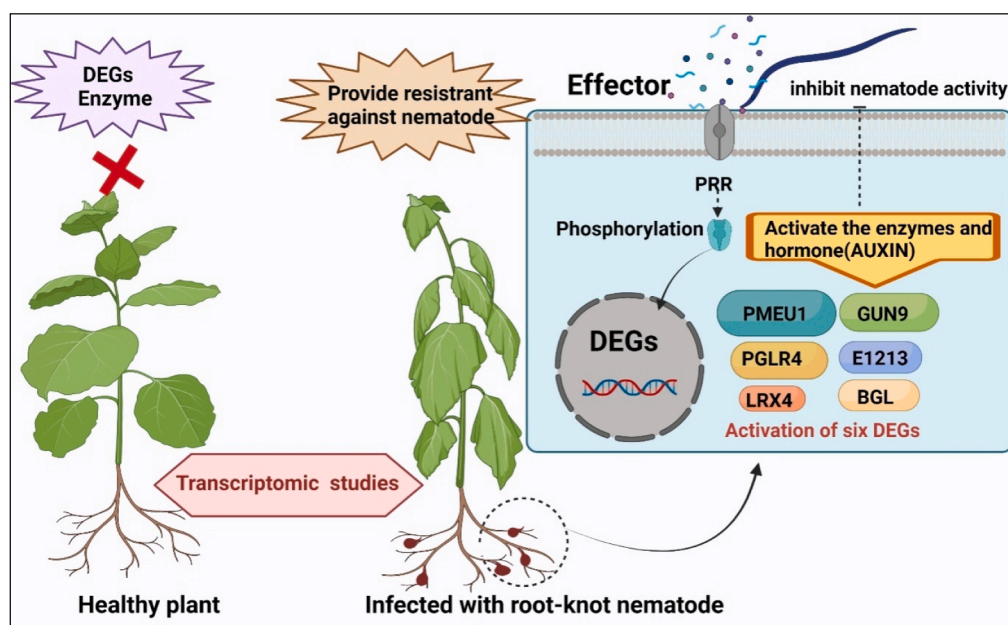 DEGs
Enzyme
Provide resistrant
against nematode
Effector
inhibit nematode activity
PRR
Phosphorylation
Activate the enzymes and
hormone(AUXIN)
DEGs
PMEU1
GUN9
PGLR4
E1213
LRX4
BGL
Activation of six DEGs
Transcriptomic studies
Healthy plant
Infected with root-knot nematode